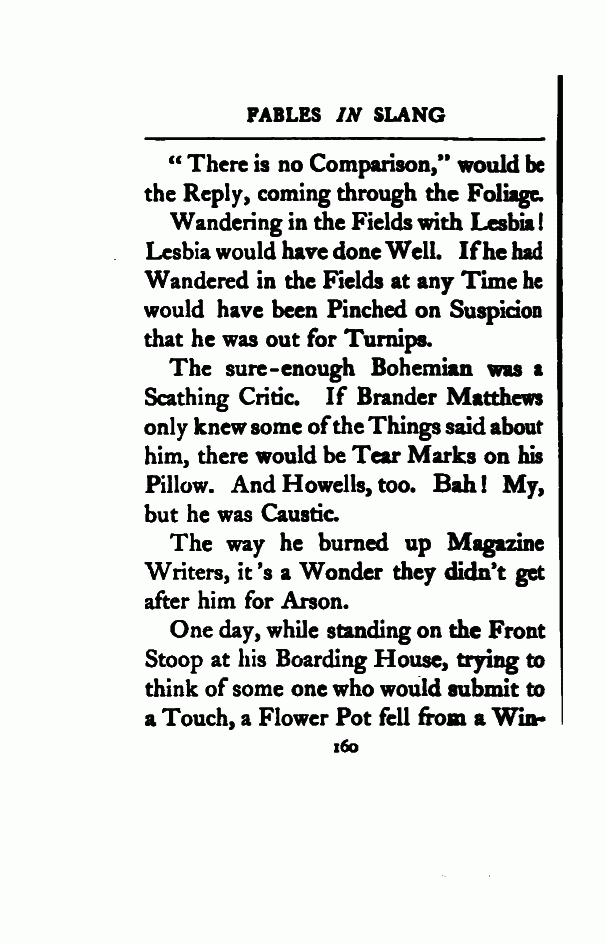 FABLES IN SLANG
“ There is no Comparison,” would be
the Reply, coming through the Foliage.
Wandering in the Fields with Lesbia !
Lesbia would have done Well. If he had
Wandered in the Fields at any Time he
would have been Pinched on Suspicion
that he was out for Turnips.
The sure-enough Bohemian was a
Scathing Critic. If Brander Matthews
only knew some of the Things said about
him, there would be Tear Marks on his
Pillow. And Howells, too. Bah ! My,
but he was Caustic.
The way he burned up Magazine
Writers, it 's a Wonder they didn't get
after him for Arson.
One day, while standing on the Front
Stoop at his Boarding House, trying to
think of some one who would submit to
a Touch, a Flower Pot fell from a Win-
160